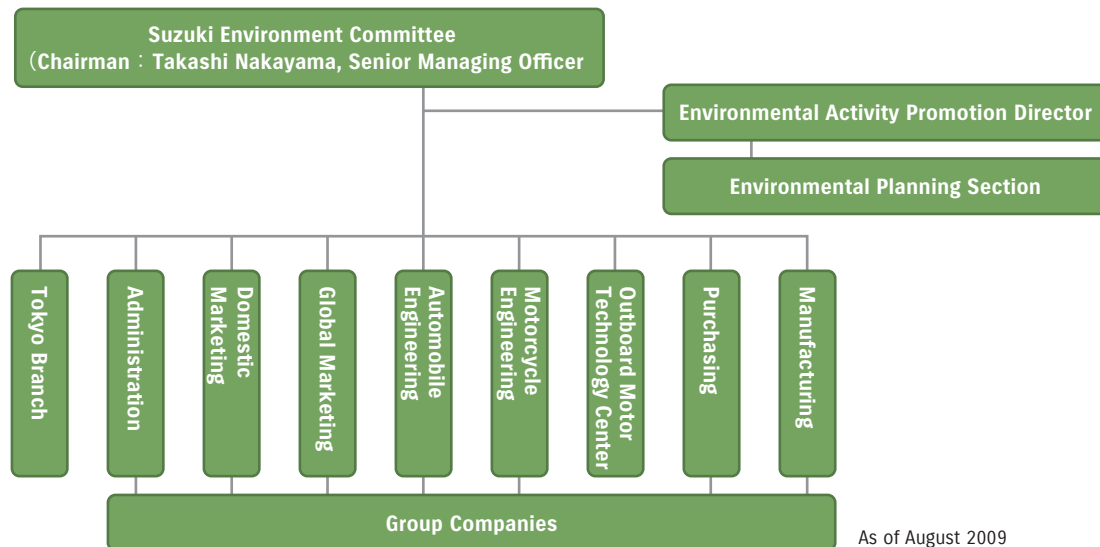 Suzuki Environment Committee
（Chairman：Takashi Nakayama, Senior Managing Officer
Environmental Activity Promotion Director
Environmental Planning Section
Tokyo Branch
Administration
Domestic
Marketing
Global Marketing
Automobile
Engineering
Motorcycle
Engineering
Outboard Motor
Technology Center
Purchasing
Manufacturing
Group Companies
As of August 2009